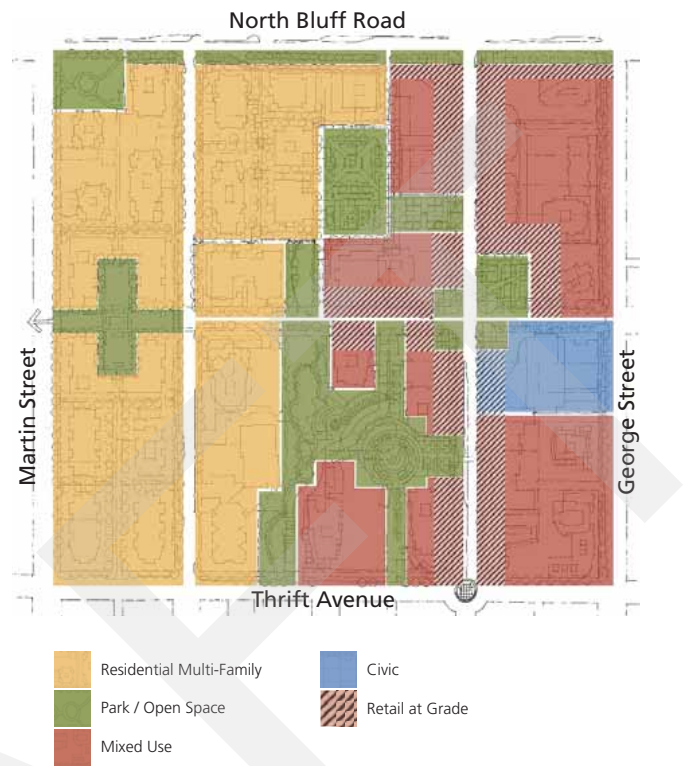 North Bluff Road
Martin Street
George Street
Thrift Avenue
Residential Multi-Family
Park / Open Space
Mixed Use
Civic
Retail at Grade